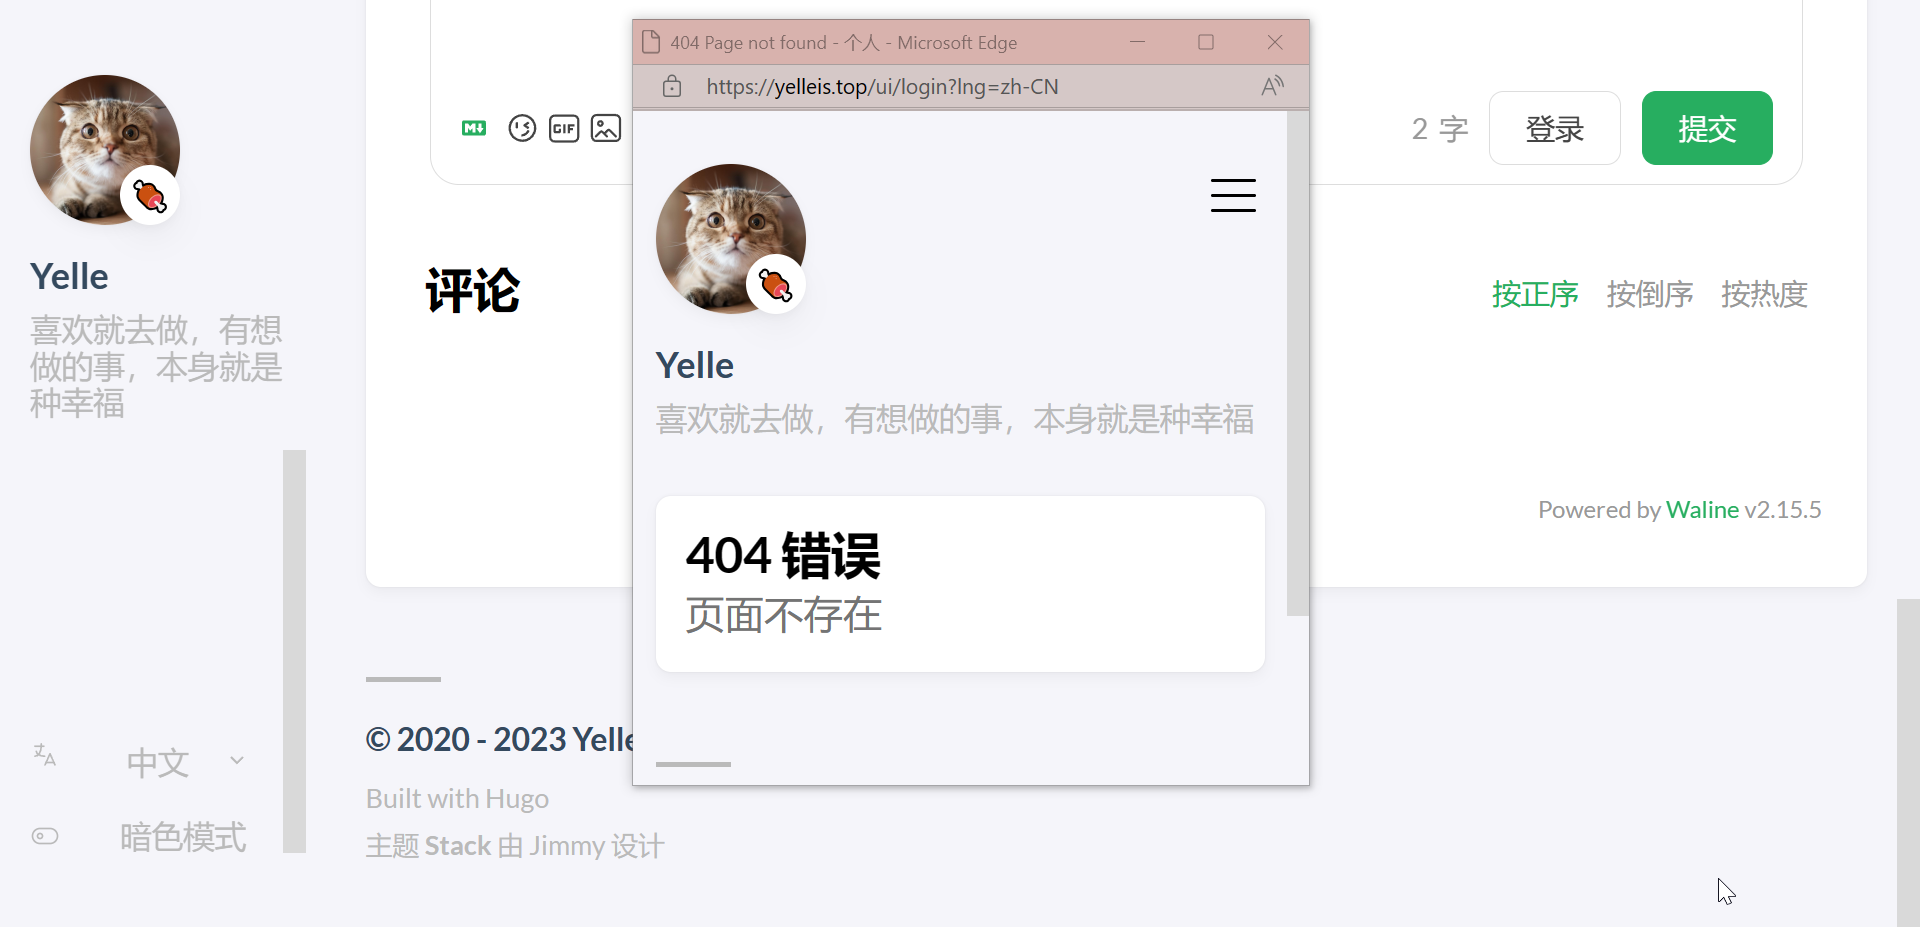 Yelle
喜欢就去做，有想
做的事，本身就是
种幸福
中文
暗色模式
M↓
GIF
2 字
登录
提交
评论
按正序
按倒序
按热度
Powered by Waline v2.15.5
© 2020 - 2023 Yelle
Built with Hugo
主题 Stack 由 Jimmy 设计
404 Page not found - 个人 - Microsoft Edge
https://yelleis.top/ui/login?lng=zh-CN
Yelle
喜欢就去做，有想做的事，本身就是种幸福
404 错误
页面不存在